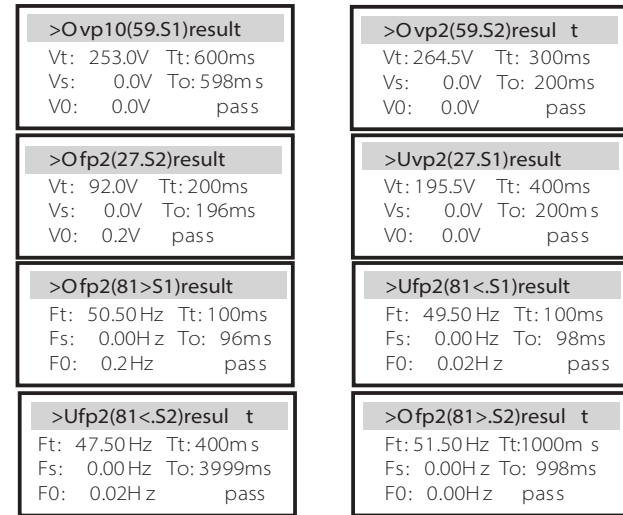 >Ovp10(59.S1)result
Vt: 253.0V Tt: 600ms
Vs: 0.0V To: 598ms
V0: 0.0V pass
>Ovp2(59.S2)resul t
Vt: 264.5V Tt: 300ms
Vs: 0.0V To: 200ms
V0: 0.0V pass
>Ofp2(27.S2)result
Vt: 92.0V Tt: 200ms
Vs: 0.0V To: 196ms
V0: 0.2V pass
>Uvp2(27.S1)result
Vt: 195.5V Tt: 400ms
Vs: 0.0V To: 200ms
V0: 0.0V pass
>Ofp2(81>S1)result
Ft: 50.50Hz Tt: 100ms
Fs: 0.00Hz To: 96ms
F0: 0.2Hz pass
>Ufp2(81<.S1)result
Ft: 49.50Hz Tt: 100ms
Fs: 0.00Hz To: 98ms
F0: 0.02Hz pass
>Ufp2(81<.S2)resul t
Ft: 47.50Hz Tt: 400ms
Fs: 0.00Hz To: 3999ms
F0: 0.02Hz pass
>Ofp2(81>.S2)resul t
Ft: 51.50Hz Tt:1000ms
Fs: 0.00Hz To: 998ms
F0: 0.00Hz pass